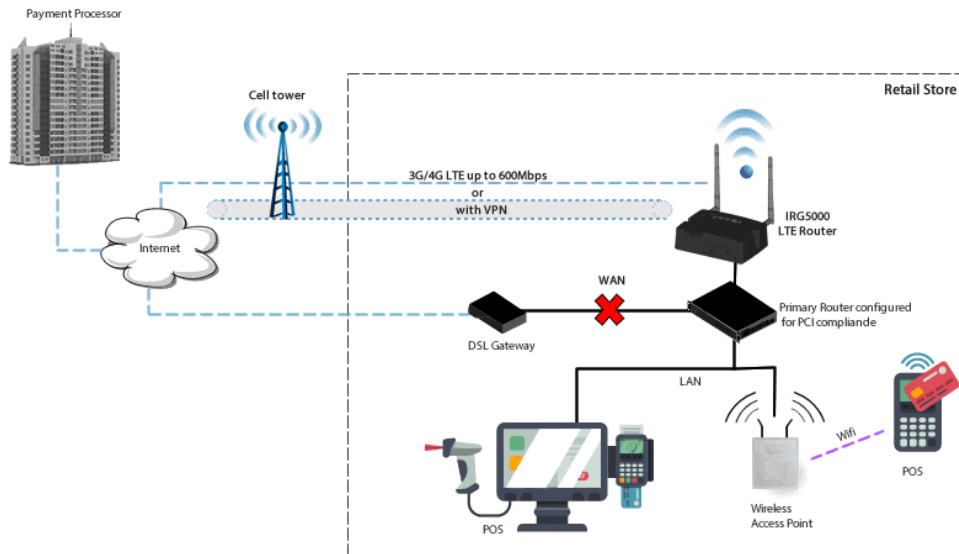 Payment Processor
Retail Store
Cell tower
3G/4G LTE up to 600Mbps
or
with VPN
IRG5000
LTE Router
Internet
WAN
Primary Router configured
for PCI compliande
DSL Gateway
LAN
Wifi
POS
POS
Wireless
Access Point